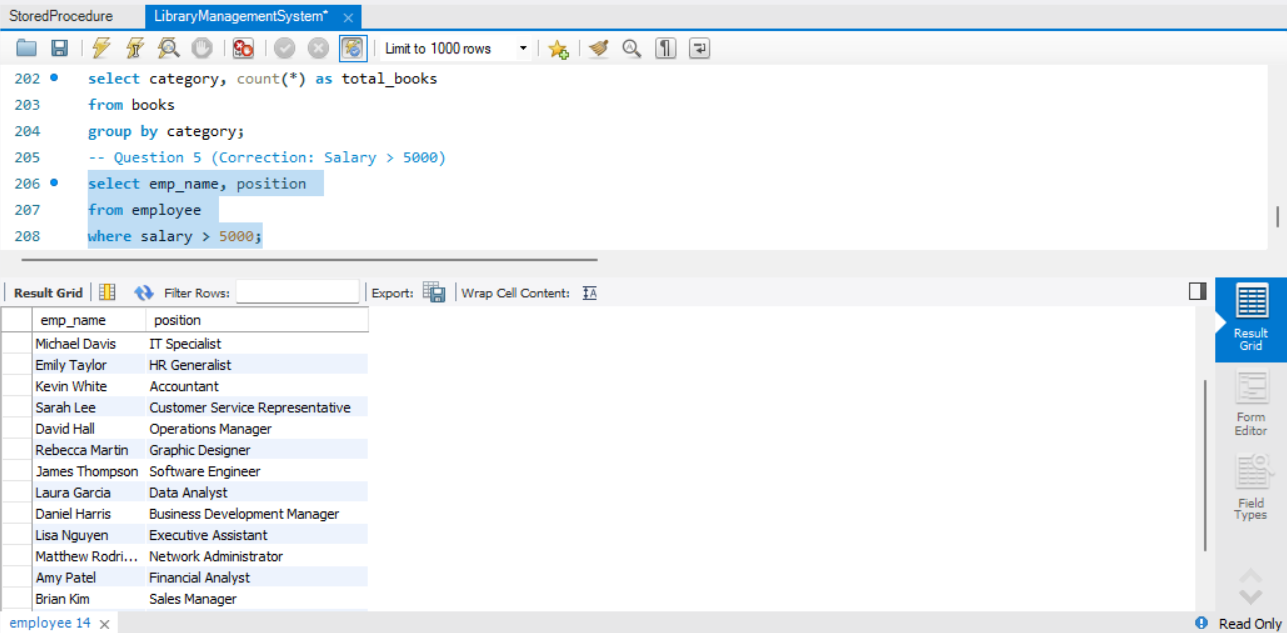 StoredProcedure LibraryManagementSystem* ×
Limit to 1000 rows
202 select category, count(*) as total_books
203 from books
204 group by category;
205 -- Question 5 (Correction: Salary > 5000)
206 select emp_name, position
207 from employee
208 where salary > 5000;
Result Grid Filter Rows: Export: Wrap Cell Content: IA
emp_name position
Michael Davis IT Specialist
Emily Taylor HR Generalist
Kevin White Accountant
Sarah Lee Customer Service Representative
David Hall Operations Manager
Rebecca Martin Graphic Designer
James Thompson Software Engineer
Laura Garcia Data Analyst
Daniel Harris Business Development Manager
Lisa Nguyen Executive Assistant
Matthew Rodri... Network Administrator
Amy Patel Financial Analyst
Brian Kim Sales Manager
Result
Grid
Form
Editor
Field
Types
employee 14 × Read Only